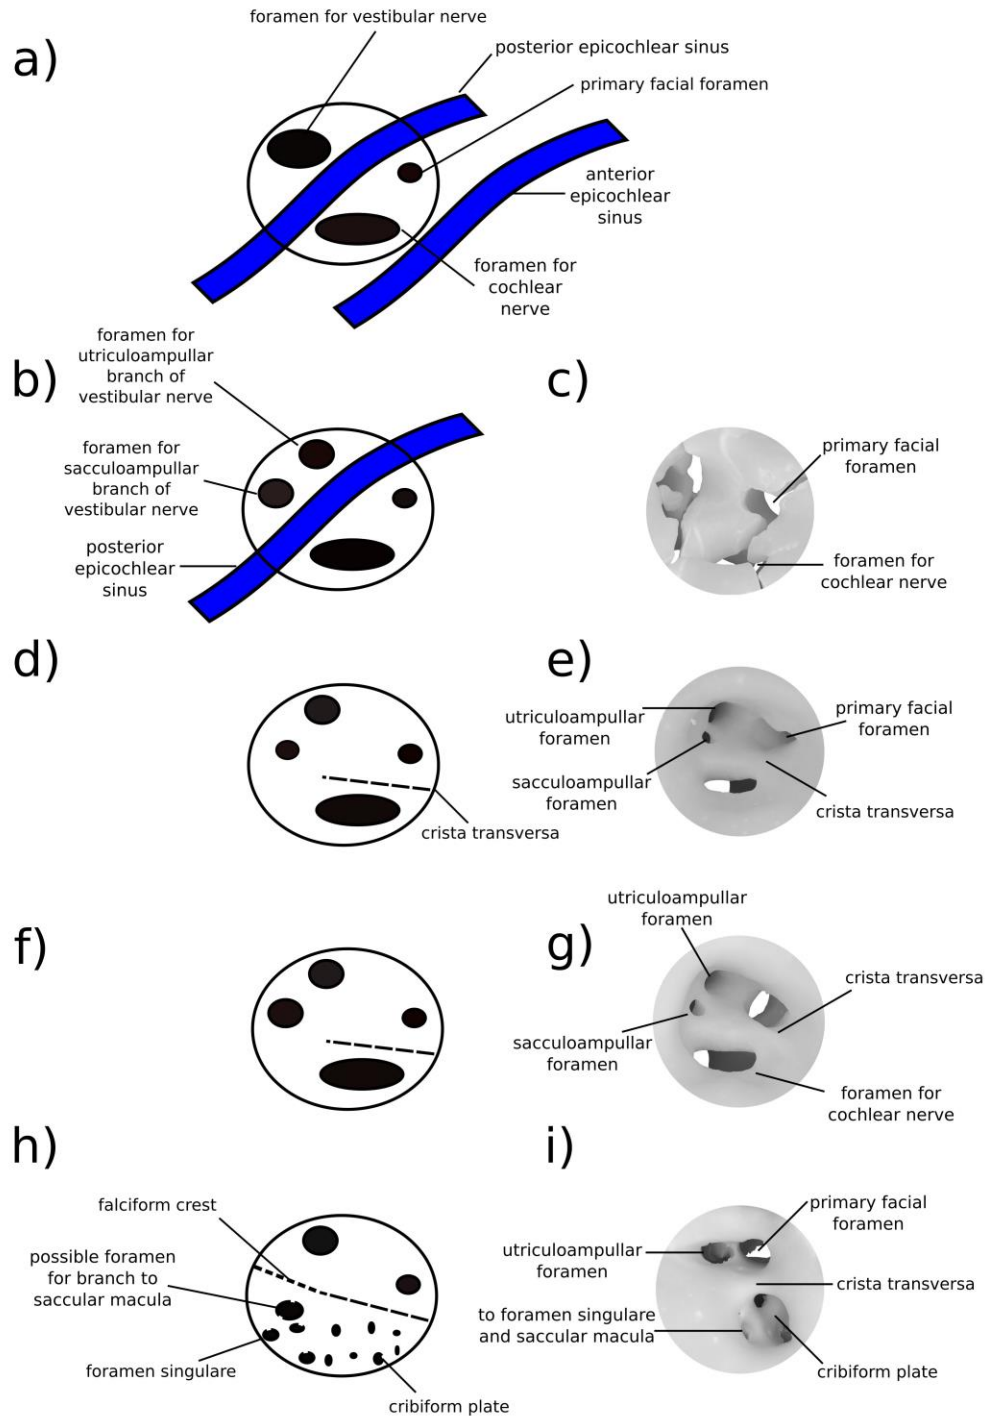 a)
foramen for vestibular nerve
posterior epicochlear sinus
primary facial foramen
anterior
epicochlear
sinus
foramen for
cochlear
nerve
b)
foramen for
utriculoampullar
branch of
vestibular nerve
foramen for
sacculoampullar
branch of
vestibular nerve
posterior
epicochlear
sinus
c)
primary facial
foramen
foramen for
cochlear nerve
d)
crista transversa
e)
utriculoampullar
foramen
sacculoampullar
foramen
primary facial
foramen
crista transversa
f)
g)
utriculoampullar
foramen
crista transversa
sacculoampullar
foramen
foramen for
cochlear nerve
h)
falciform crest
possible foramen
for branch to
saccular macula
foramen singulare
cribiform plate
i)
primary facial
foramen
utriculoampullar
foramen
crista transversa
to foramen singulare
and saccular macula
cribiform plate